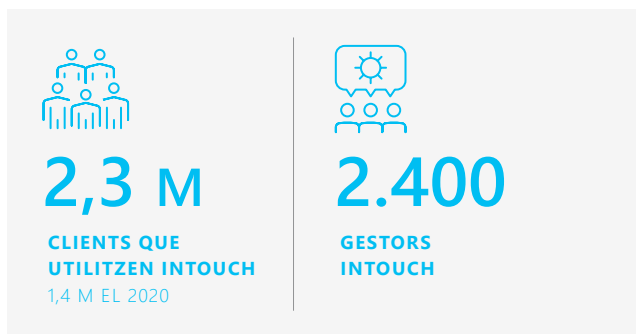 2,3 M
CLIENTS QUE
UTILITZEN INTOUCH
1,4 M EL 2020
2.400
GESTORS
INTOUCH